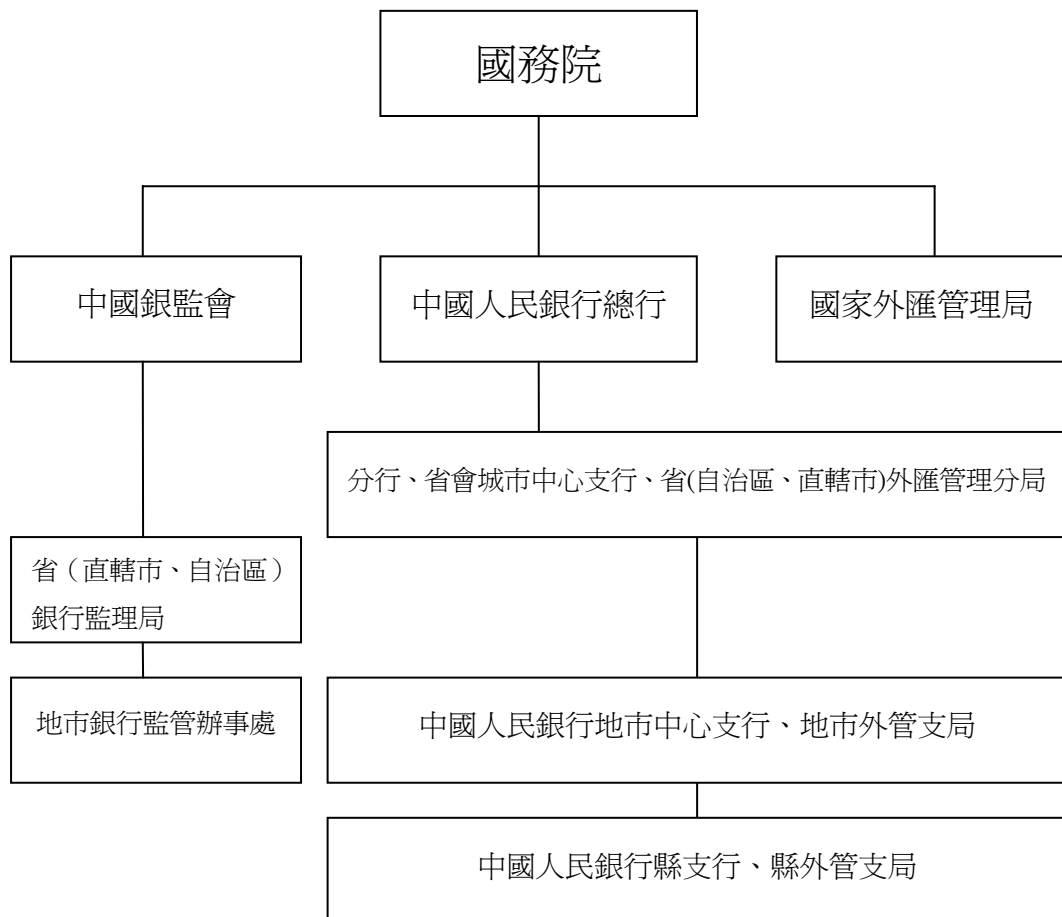 國務院
中國銀監會
中國人民銀行總行
國家外匯管理局
分行、省會城市中心支行、省(自治區、直轄市)外匯管理分局
省（直轄市、自治區）
銀行監理局
地市銀行監管辦事處
中國人民銀行地市中心支行、地市外管支局
中國人民銀行縣支行、縣外管支局